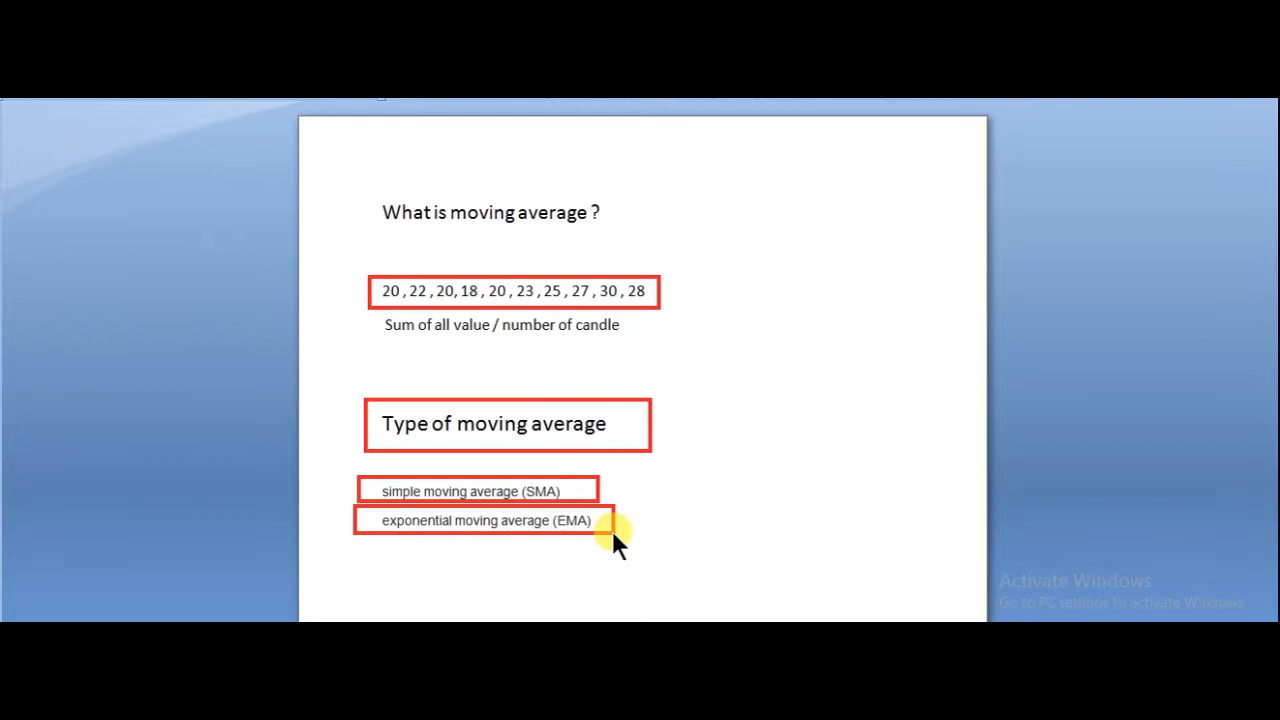 What is moving average ?
20 , 22 , 20, 18 , 20 , 23 , 25 , 27 , 30 , 28
Sum of all value / number of candle
Type of moving average
simple moving average (SMA)
exponential moving average (EMA)
Activate Windows
Go to PC settings to activate Windows.